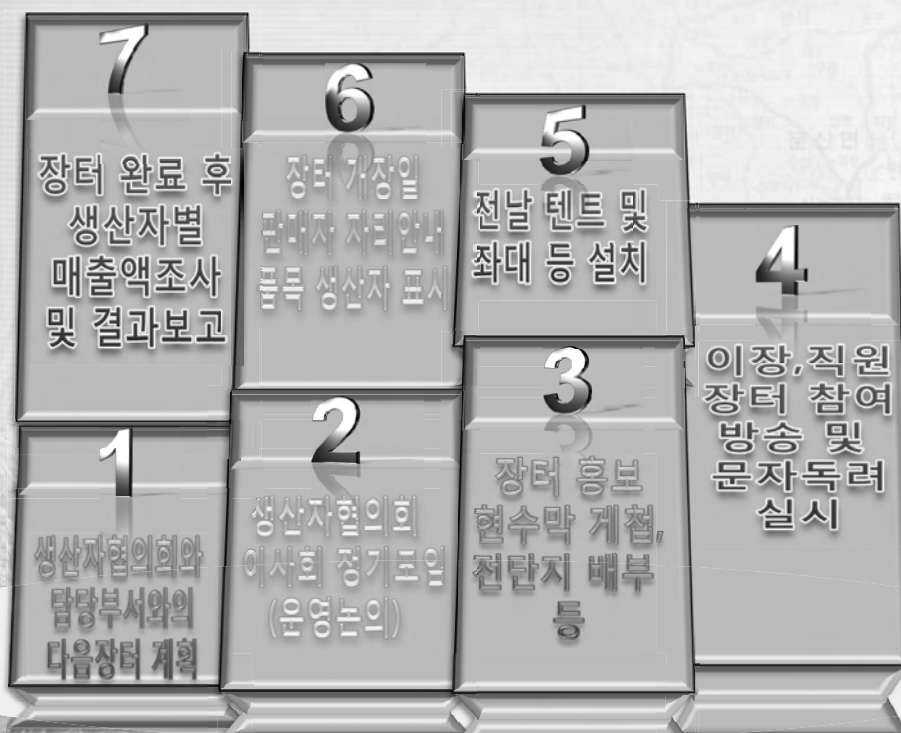 7
장터 완료 후
생산자별
매출액조사
및 결과보고
6
장터 개장일
판매자 자리안내
품목 생산자 표시
5
전날 텐트 및
좌대 등 설치
4
이장,직원
장터 참여
방송 및
문자독려
실시
1
생산자협의회와
담당부서와의
다음장터 계획
2
생산자협의회
이사회 정기모임
(운영논의)
3
장터 홍보
현수막 게첩,
전단지 배부
등
문산면